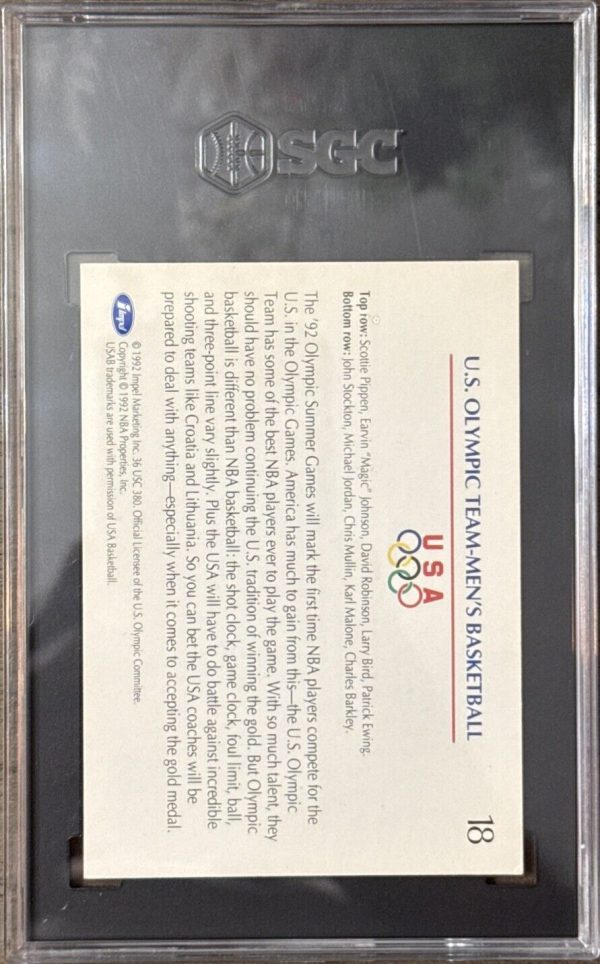 SGC
18
U.S. OLYMPIC TEAM-MEN'S BASKETBALL
USA
Top row: Scottie Pippen, Earvin "Magic" Johnson, David Robinson, Larry Bird, Patrick Ewing.
Bottom row: John Stockton, Michael Jordan, Chris Mullin, Karl Malone, Charles Barkley.
The '92 Olympic Summer Games will mark the first time NBA players compete for the
U.S. in the Olympic Games. America has much to gain from this—the U.S. Olympic
Team has some of the best NBA players ever to play the game. With so much talent, they
should have no problem continuing the U.S. tradition of winning the gold. But Olympic
basketball is different than NBA basketball: the shot clock, game clock, foul limit, ball,
and three-point line vary slightly. Plus the USA will have to do battle against incredible
shooting teams like Croatia and Lithuania. So you can bet the USA coaches will be
prepared to deal with anything—especially when it comes to accepting the gold medal.
Impel
© 1992 Impel Marketing Inc. 36 USC 380. Official Licensee of the U.S. Olympic Committee.
Copyright © 1992 NBA Properties, Inc.
USAB trademarks are used with permission of USA Basketball.